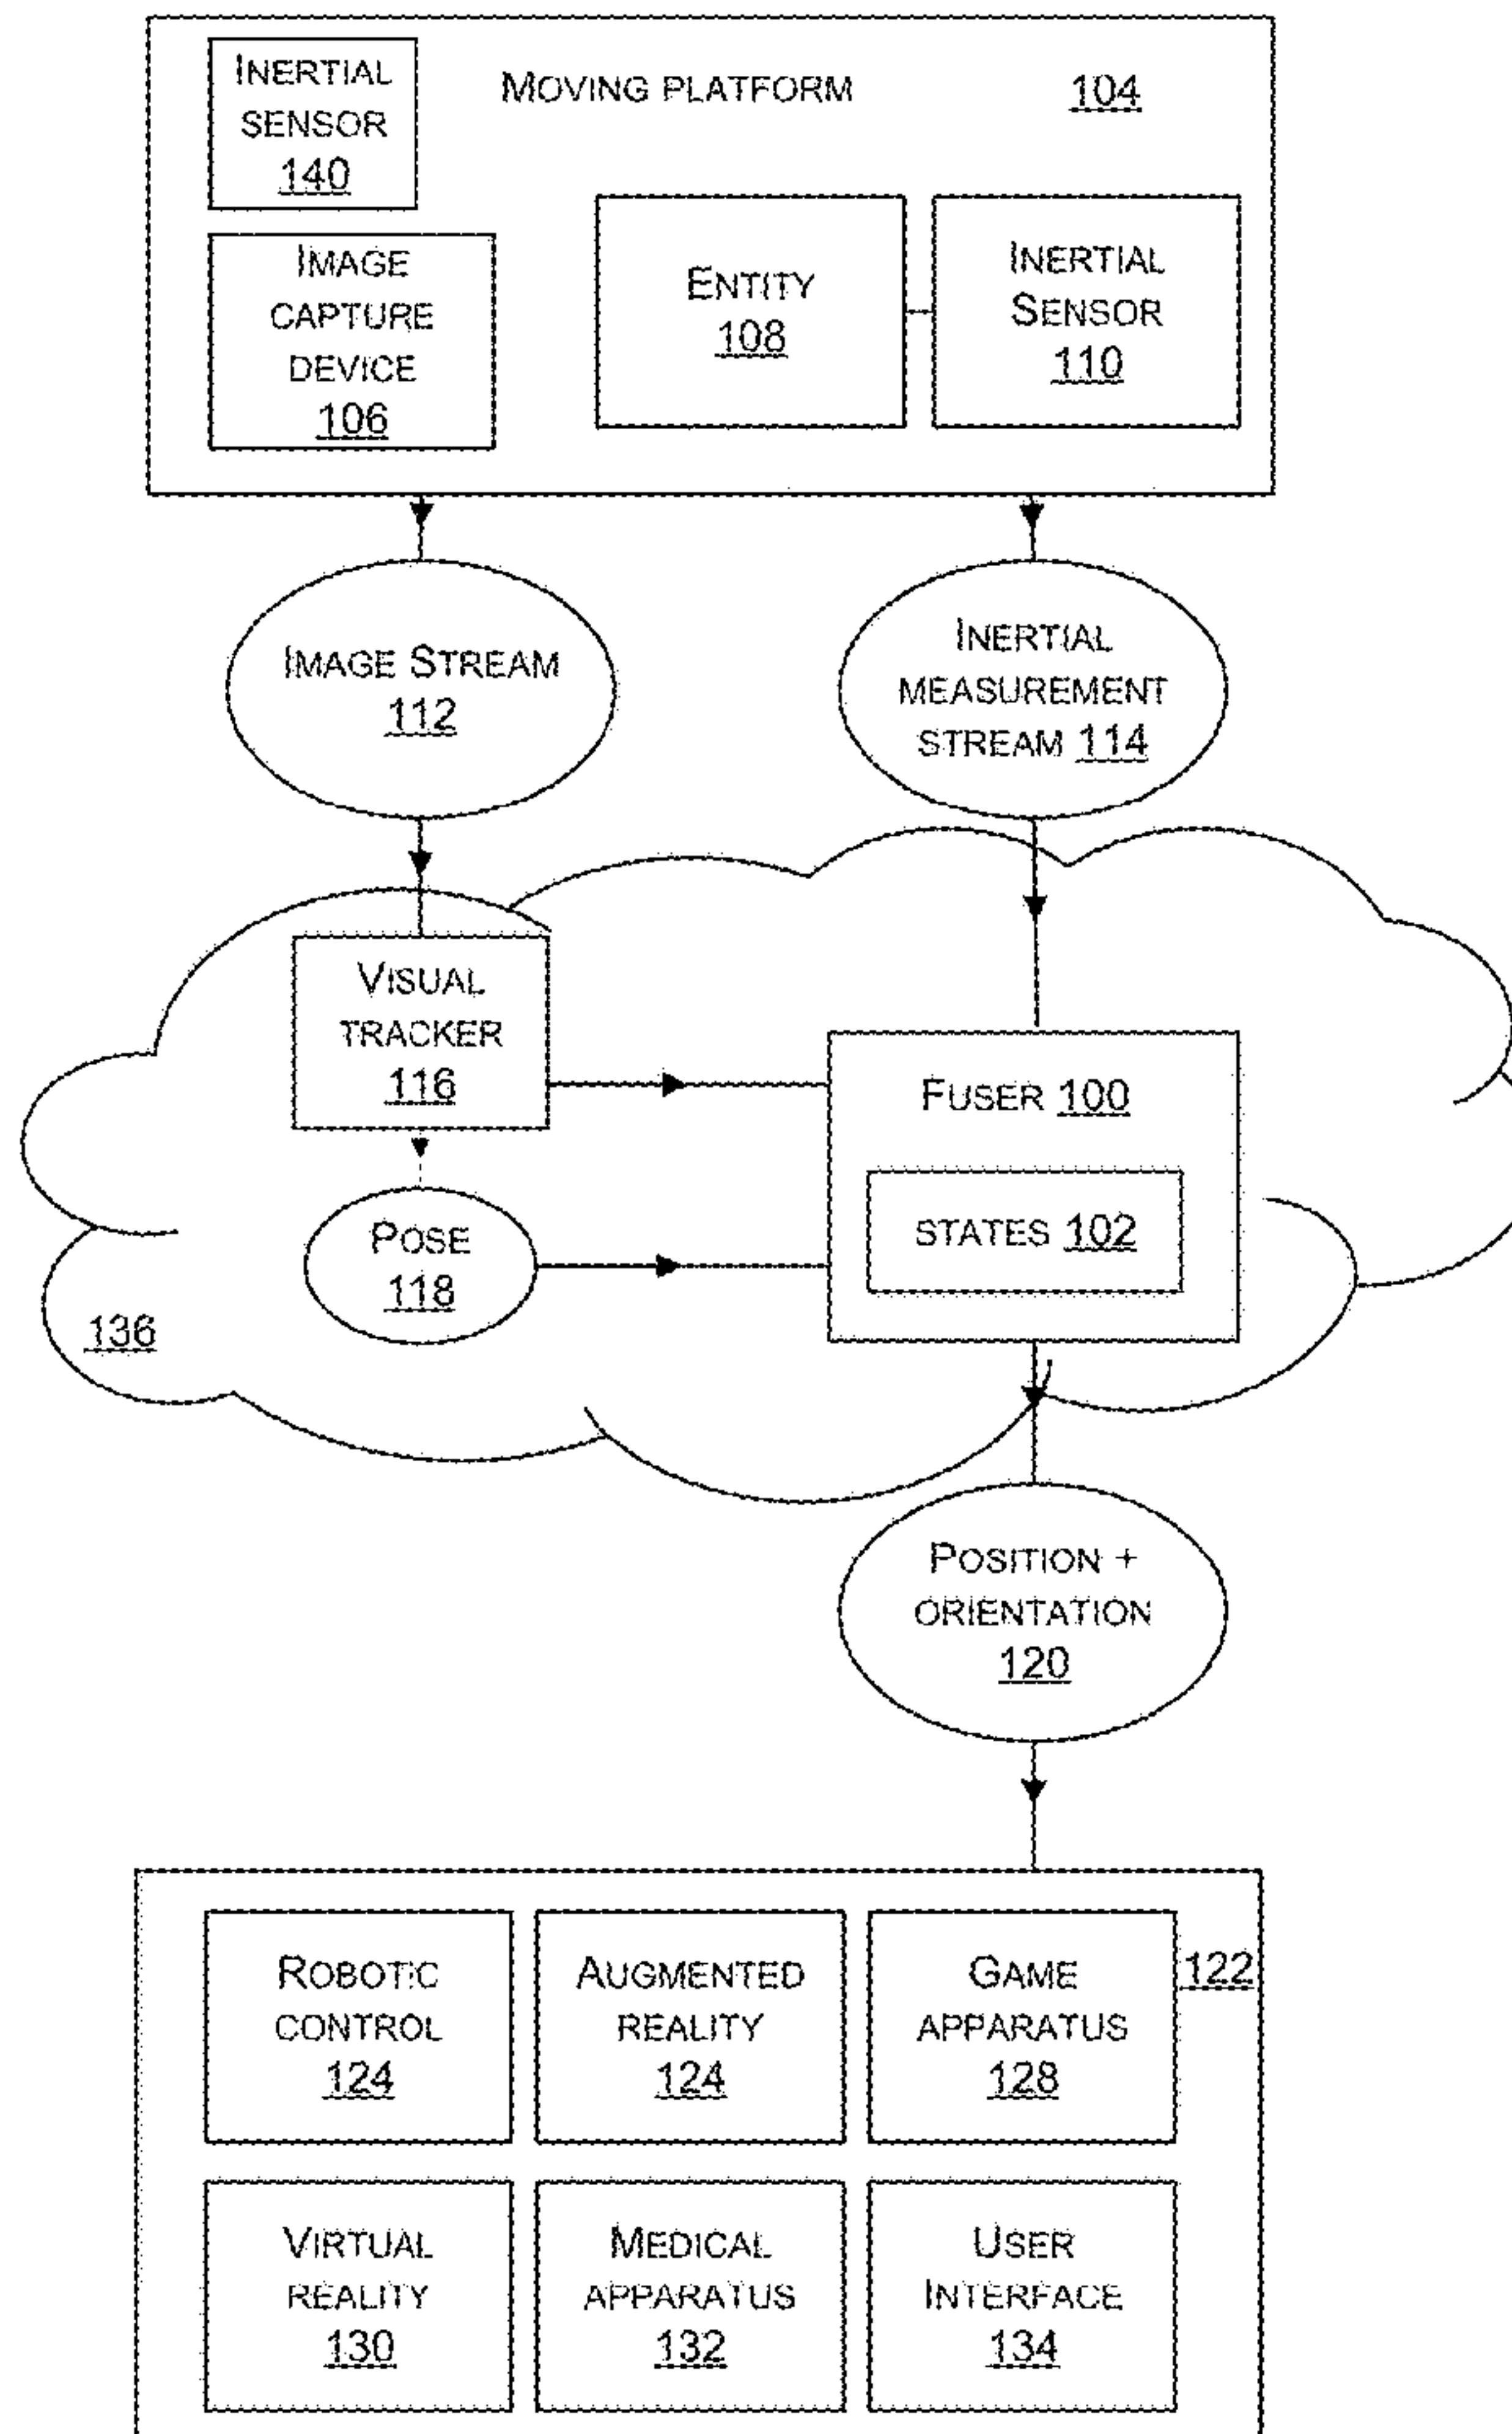 INERTIAL
SENSOR
140
MOVING PLATFORM 104
IMAGE
CAPTURE
DEVICE
106
ENTITY
108
INERTIAL
SENSOR
110
IMAGE STREAM
112
INERTIAL
MEASUREMENT
STREAM 114
VISUAL
TRACKER
116
FUSER 100
STATES 102
POSE
118
136
POSITION +
ORIENTATION
120
ROBOTIC
CONTROL
124
AUGMENTED
REALITY
124
GAME
APPARATUS
128
122
VIRTUAL
REALITY
130
MEDICAL
APPARATUS
132
USER
INTERFACE
134